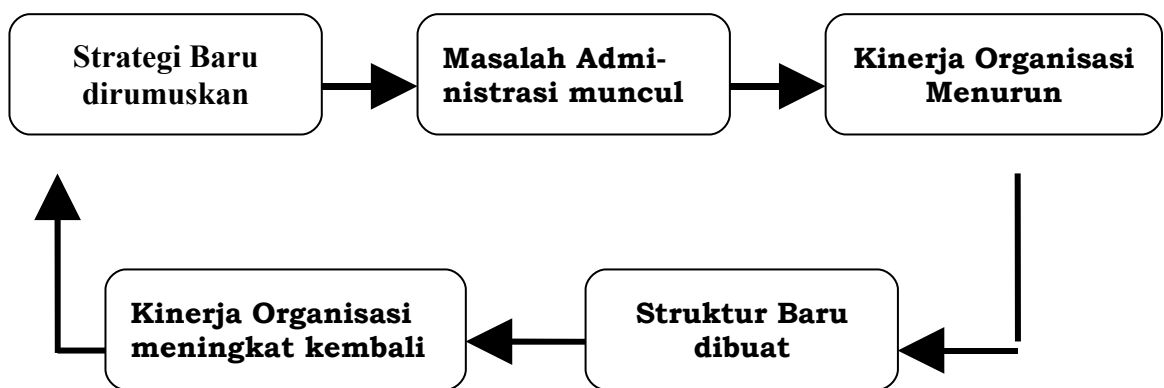 Strategi Baru
dirumuskan
Masalah Admi-
nistrasi muncul
Kinerja Organisasi
Menurun
Struktur Baru
dibuat
Kinerja Organisasi
meningkat kembali